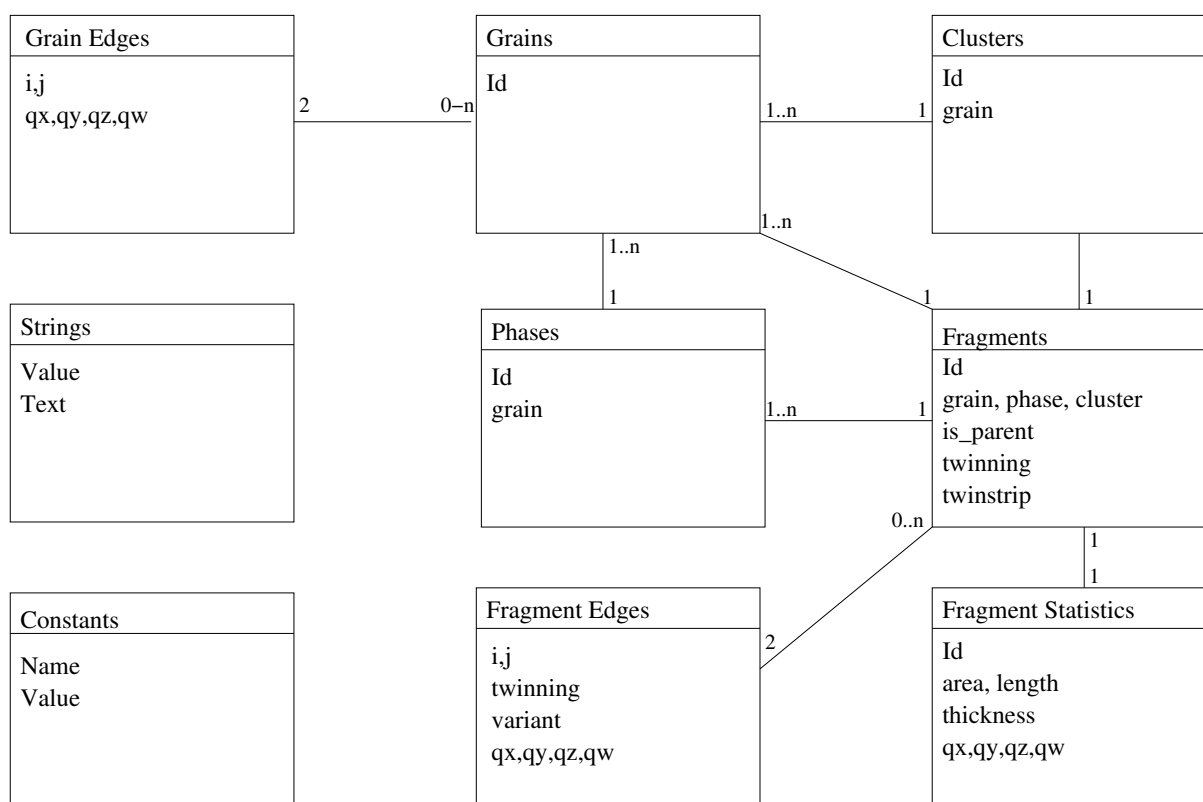 Grain Edges
i,j
qx,qy,qz,qw
2
0–n
Grains
Id
1..n
1
Clusters
Id
grain
1..n
1..n
1
1
1
Strings
Value
Text
Phases
Id
grain
1..n
1
Fragments
Id
grain, phase, cluster
is_parent
twinning
twinstrip
0..n
2
1
1
Constants
Name
Value
Fragment Edges
i,j
twinning
variant
qx,qy,qz,qw
Fragment Statistics
Id
area, length
thickness
qx,qy,qz,qw